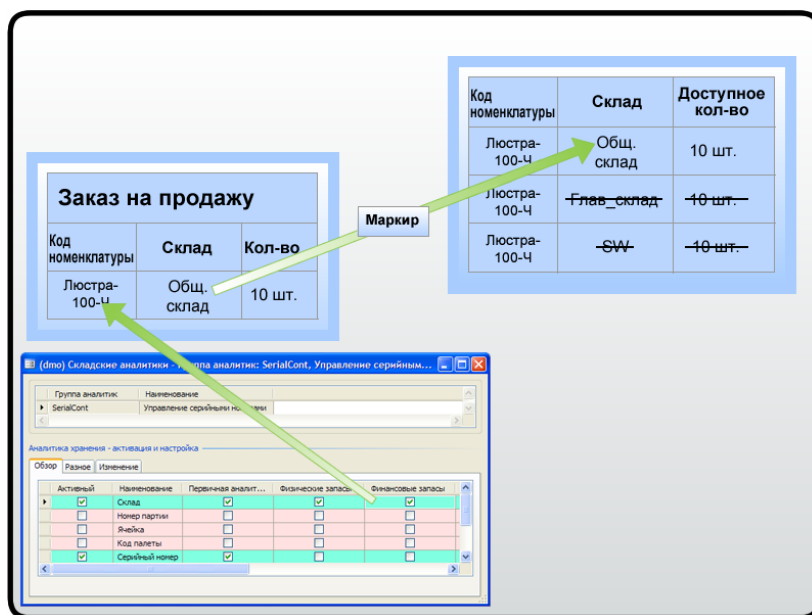 Код
номенклатуры
Склад
Доступное
кол-во
Люстра-
100-Ч
Общ.
склад
10 шт.
Люстра-
100-Ч
Глав_склад
10 шт.
Люстра-
100-Ч
SW
10 шт.
Маркир
Заказ на продажу
Код
номенклатуры
Склад
Кол-во
Люстра-
100-Ч
Общ.
склад
10 шт.
(dmo) Складские аналитики - Группа аналитик: SerialCont, Управление серийным...
Группа аналитик Наименование
SerialCont Управление серийными номерами
Аналитика хранения - активация и настройка
Обзор Разное Изменение
Активный Наименование Первичная аналит... Физические запасы Финансовые запасы
Склад
Номер партии
Ячейка
Код палеты
Серийный номер